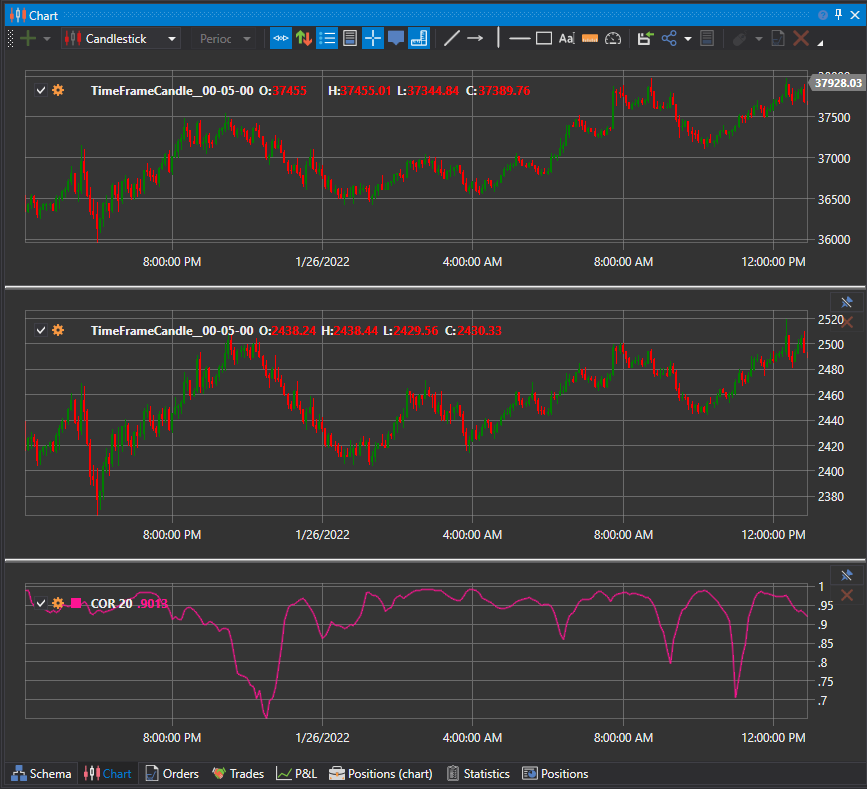 Chart
Candlestick Perioc Aa
TimeFrameCandle__00-05-00 O:37455 H:37455.01 L:37344.84 C:37389.76
37928.03
37500
37000
36500
36000
8:00:00 PM 1/26/2022 4:00:00 AM 8:00:00 AM 12:00:00 PM
TimeFrameCandle__00-05-00 O:2438.24 H:2438.44 L:2429.56 C:2430.33
2520
2500
2480
2460
2440
2420
2400
2380
8:00:00 PM 1/26/2022 4:00:00 AM 8:00:00 AM 12:00:00 PM
COR 20 .9013
1
.95
.9
.85
.8
.75
.7
8:00:00 PM 1/26/2022 4:00:00 AM 8:00:00 AM 12:00:00 PM
Schema Chart Orders Trades P&L Positions (chart) Statistics Positions